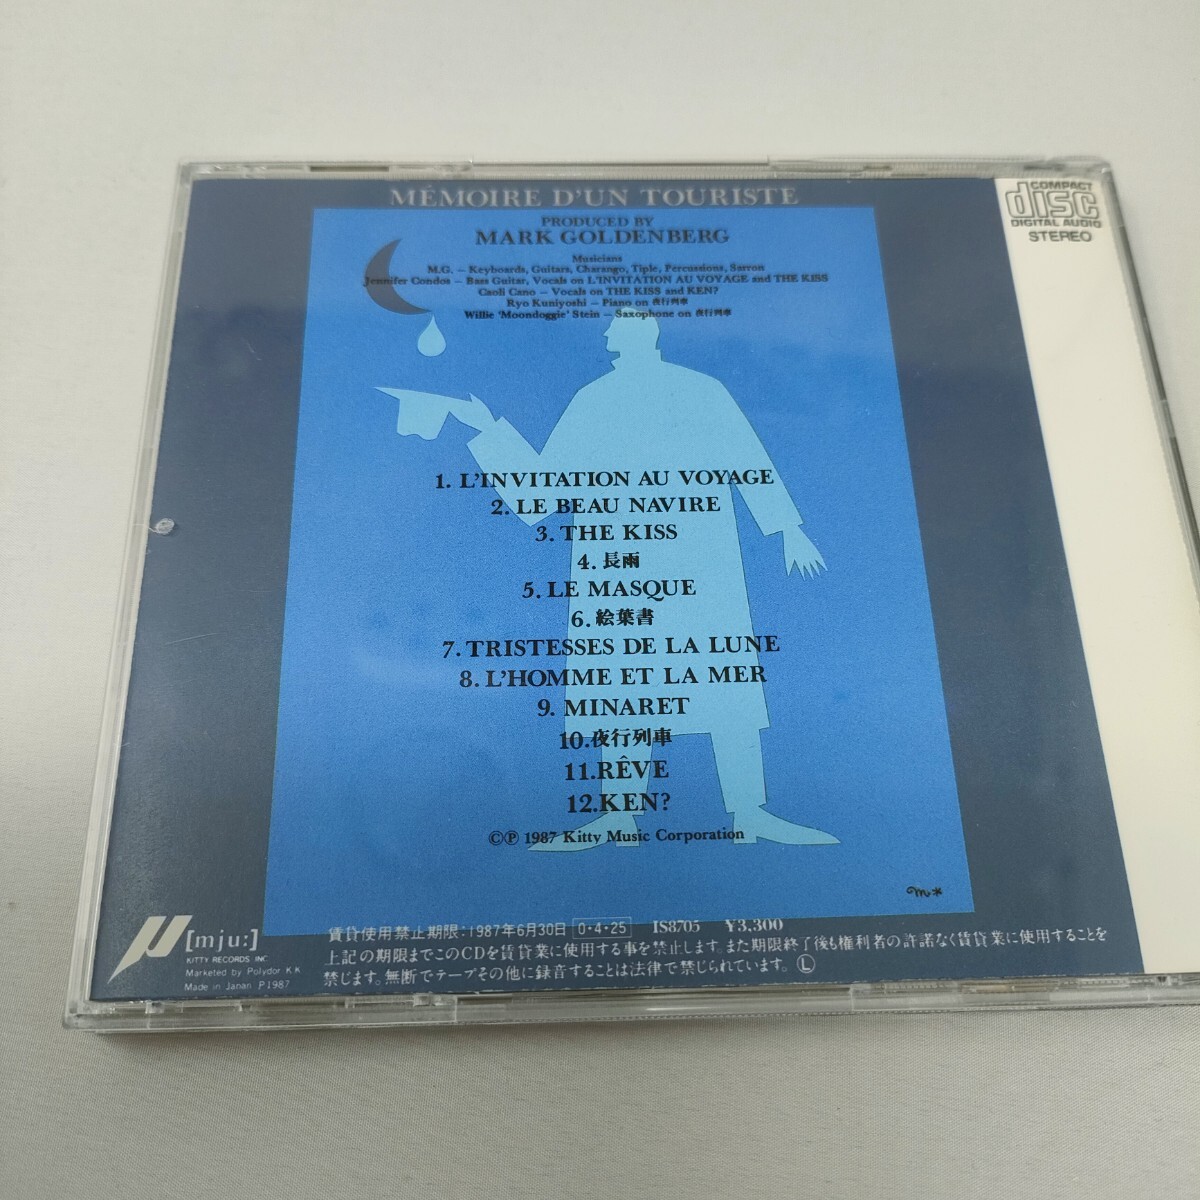 MÉMOIRE D'UN TOURISTE
PRODUCED BY
MARK GOLDENBERG
Musicians
M.G. – Keyboards, Guitars, Charango, Tiple, Percussions, Sarron
Jennifer Condos – Bass Guitar, Vocals on L'INVITATION AU VOYAGE and THE KISS
Csoli Cano – Vocals on THE KISS and KEN?
Ryo Kuniyoshi – Piano on 夜行列車
Willie 'Moondoggie' Stein – Saxophone on 夜行列車
COMPACT
disc
DIGITAL AUDIO
STEREO
1. L'INVITATION AU VOYAGE
2. LE BEAU NAVIRE
3. THE KISS
4. 長雨
5. LE MASQUE
6. 絵葉書
7. TRISTESSES DE LA LUNE
8. L'HOMME ET LA MER
9. MINARET
10. 夜行列車
11. RÊVE
12. KEN?
©Ⓟ 1987 Kitty Music Corporation
m*
μ [mju:]
KITTY RECORDS INC
Marketed by Polydor K.K
Made in Japan P1987
賃貸使用禁止期限:1987年6月30日 0・4・25 IS8705 ¥3,300
上記の期限までこのCDを賃貸業に使用する事を禁止します。また期限終了後も権利者の許諾なく賃貸業に使用することを
禁じます。無断でテープその他に録音することは法律で禁じられています。Ⓛ